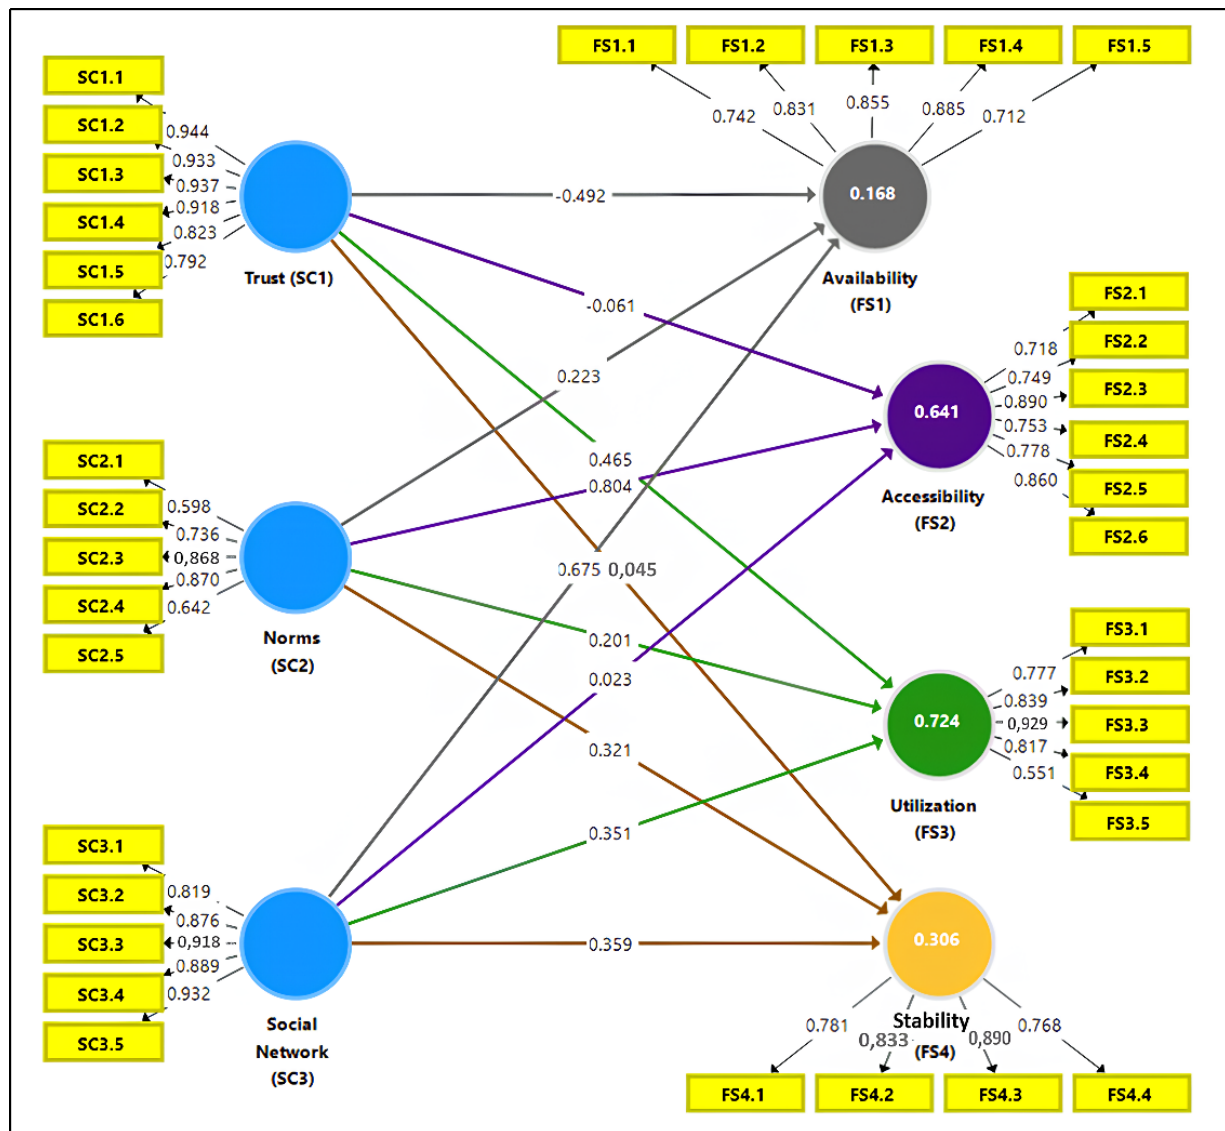 FS1.1 FS1.2 FS1.3 FS1.4 FS1.5
0.742 0.831 0.855 0.885 0.712
SC1.1
SC1.2
SC1.3
SC1.4
SC1.5
SC1.6
0.944
0.933
0.937
0.918
0.823
0.792
Trust (SC1)
-0.492
0.168
Availability
(FS1)
-0.061
0.223
FS2.1
FS2.2
FS2.3
FS2.4
FS2.5
FS2.6
0.718
0.749
0.890
0.753
0.778
0.860
0.641
Accessibility
(FS2)
0.465
0.804
SC2.1
SC2.2
SC2.3
SC2.4
SC2.5
0.598
0.736
0,868
0.870
0.642
Norms
(SC2)
0.675 0,045
0.201
0.023
0.321
FS3.1
FS3.2
FS3.3
FS3.4
FS3.5
0.777
0.839
0,929
0.817
0.551
0.724
Utilization
(FS3)
0.351
SC3.1
SC3.2
SC3.3
SC3.4
SC3.5
0.819
0.876
0,918
0.889
0.932
Social
Network
(SC3)
0.359
0.306
Stability
(FS4)
0.781 0,833 0,890 0.768
FS4.1 FS4.2 FS4.3 FS4.4